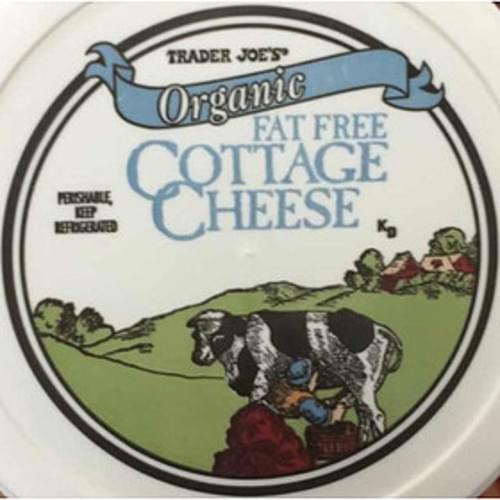 TRADER JOE'S®
Organic
FAT FREE
COTTAGE
CHEESE
PERISHABLE,
KEEP
REFRIGERATED
KD